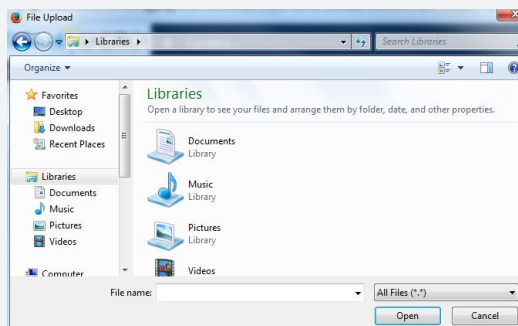 File Upload
Libraries
Search Libraries
Organize
Favorites
Desktop
Downloads
Recent Places
Libraries
Documents
Music
Pictures
Videos
Computer
Libraries
Open a library to see your files and arrange them by folder, date, and other properties.
Documents
Library
Music
Library
Pictures
Library
Videos
File name:
All Files (*.*)
Open
Cancel